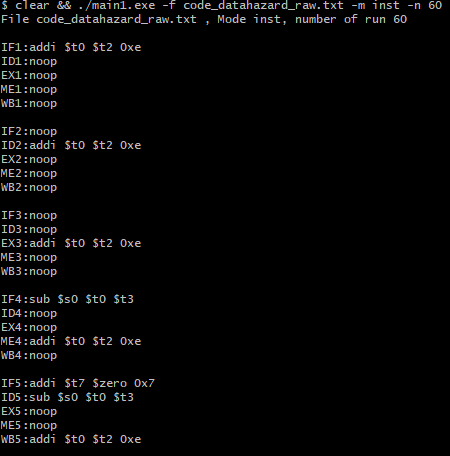 $ clear && ./main1.exe -f code_datahazard_raw.txt -m inst -n 60
File code_datahazard_raw.txt , Mode inst, number of run 60
IF1:addi $t0 $t2 0xe
ID1:noop
EX1:noop
ME1:noop
WB1:noop
IF2:noop
ID2:addi $t0 $t2 0xe
EX2:noop
ME2:noop
WB2:noop
IF3:noop
ID3:noop
EX3:addi $t0 $t2 0xe
ME3:noop
WB3:noop
IF4:sub $s0 $t0 $t3
ID4:noop
EX4:noop
ME4:addi $t0 $t2 0xe
WB4:noop
IF5:addi $t7 $zero 0x7
ID5:sub $s0 $t0 $t3
EX5:noop
ME5:noop
WB5:addi $t0 $t2 0xe